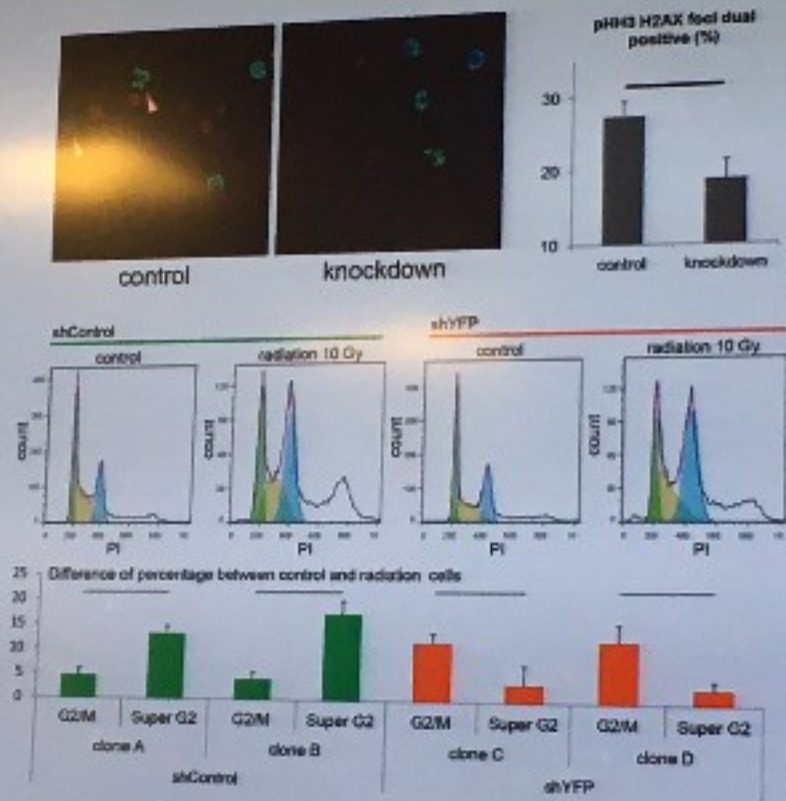 pHH3 H2AX foci dual
positive (%)
30
20
10
control
knockdown
control
knockdown
shControl
shYFP
control
radiation 10 Gy
control
radiation 10 Gy
count
count
count
count
PI
PI
PI
PI
Difference of percentage between control and radiation cells
25
20
15
10
5
0
G2/M
Super G2
G2/M
Super G2
G2/M
Super G2
G2/M
Super G2
clone A
clone B
clone C
clone D
shControl
shYFP